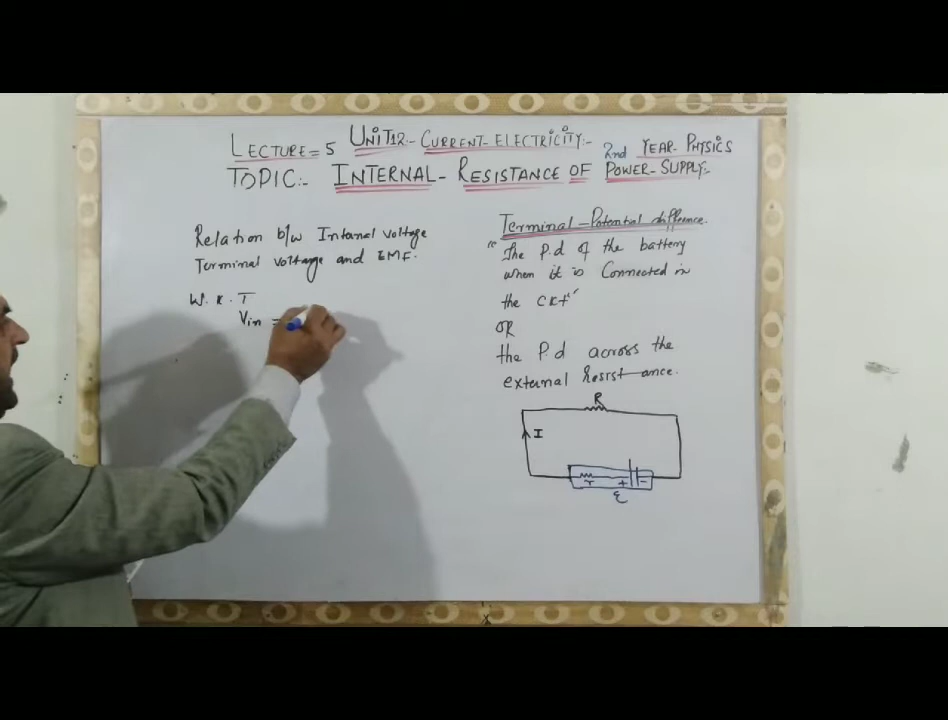 LECTURE=5 UNIT12:- CURRENT-ELECTRICITY:- 2nd YEAR-PHYSICS
TOPIC:- INTERNAL-RESISTANCE OF POWER-SUPPLY:-
Relation b/w Intanal voltage
Terminal voltage and EMF.
W.K.T
Vin =
Terminal-Potential difference.
"The P.d of the battery
when it is Connected in
the ckt"
OR
the P.d across the
external Resistance.
R
I
r + -
ε